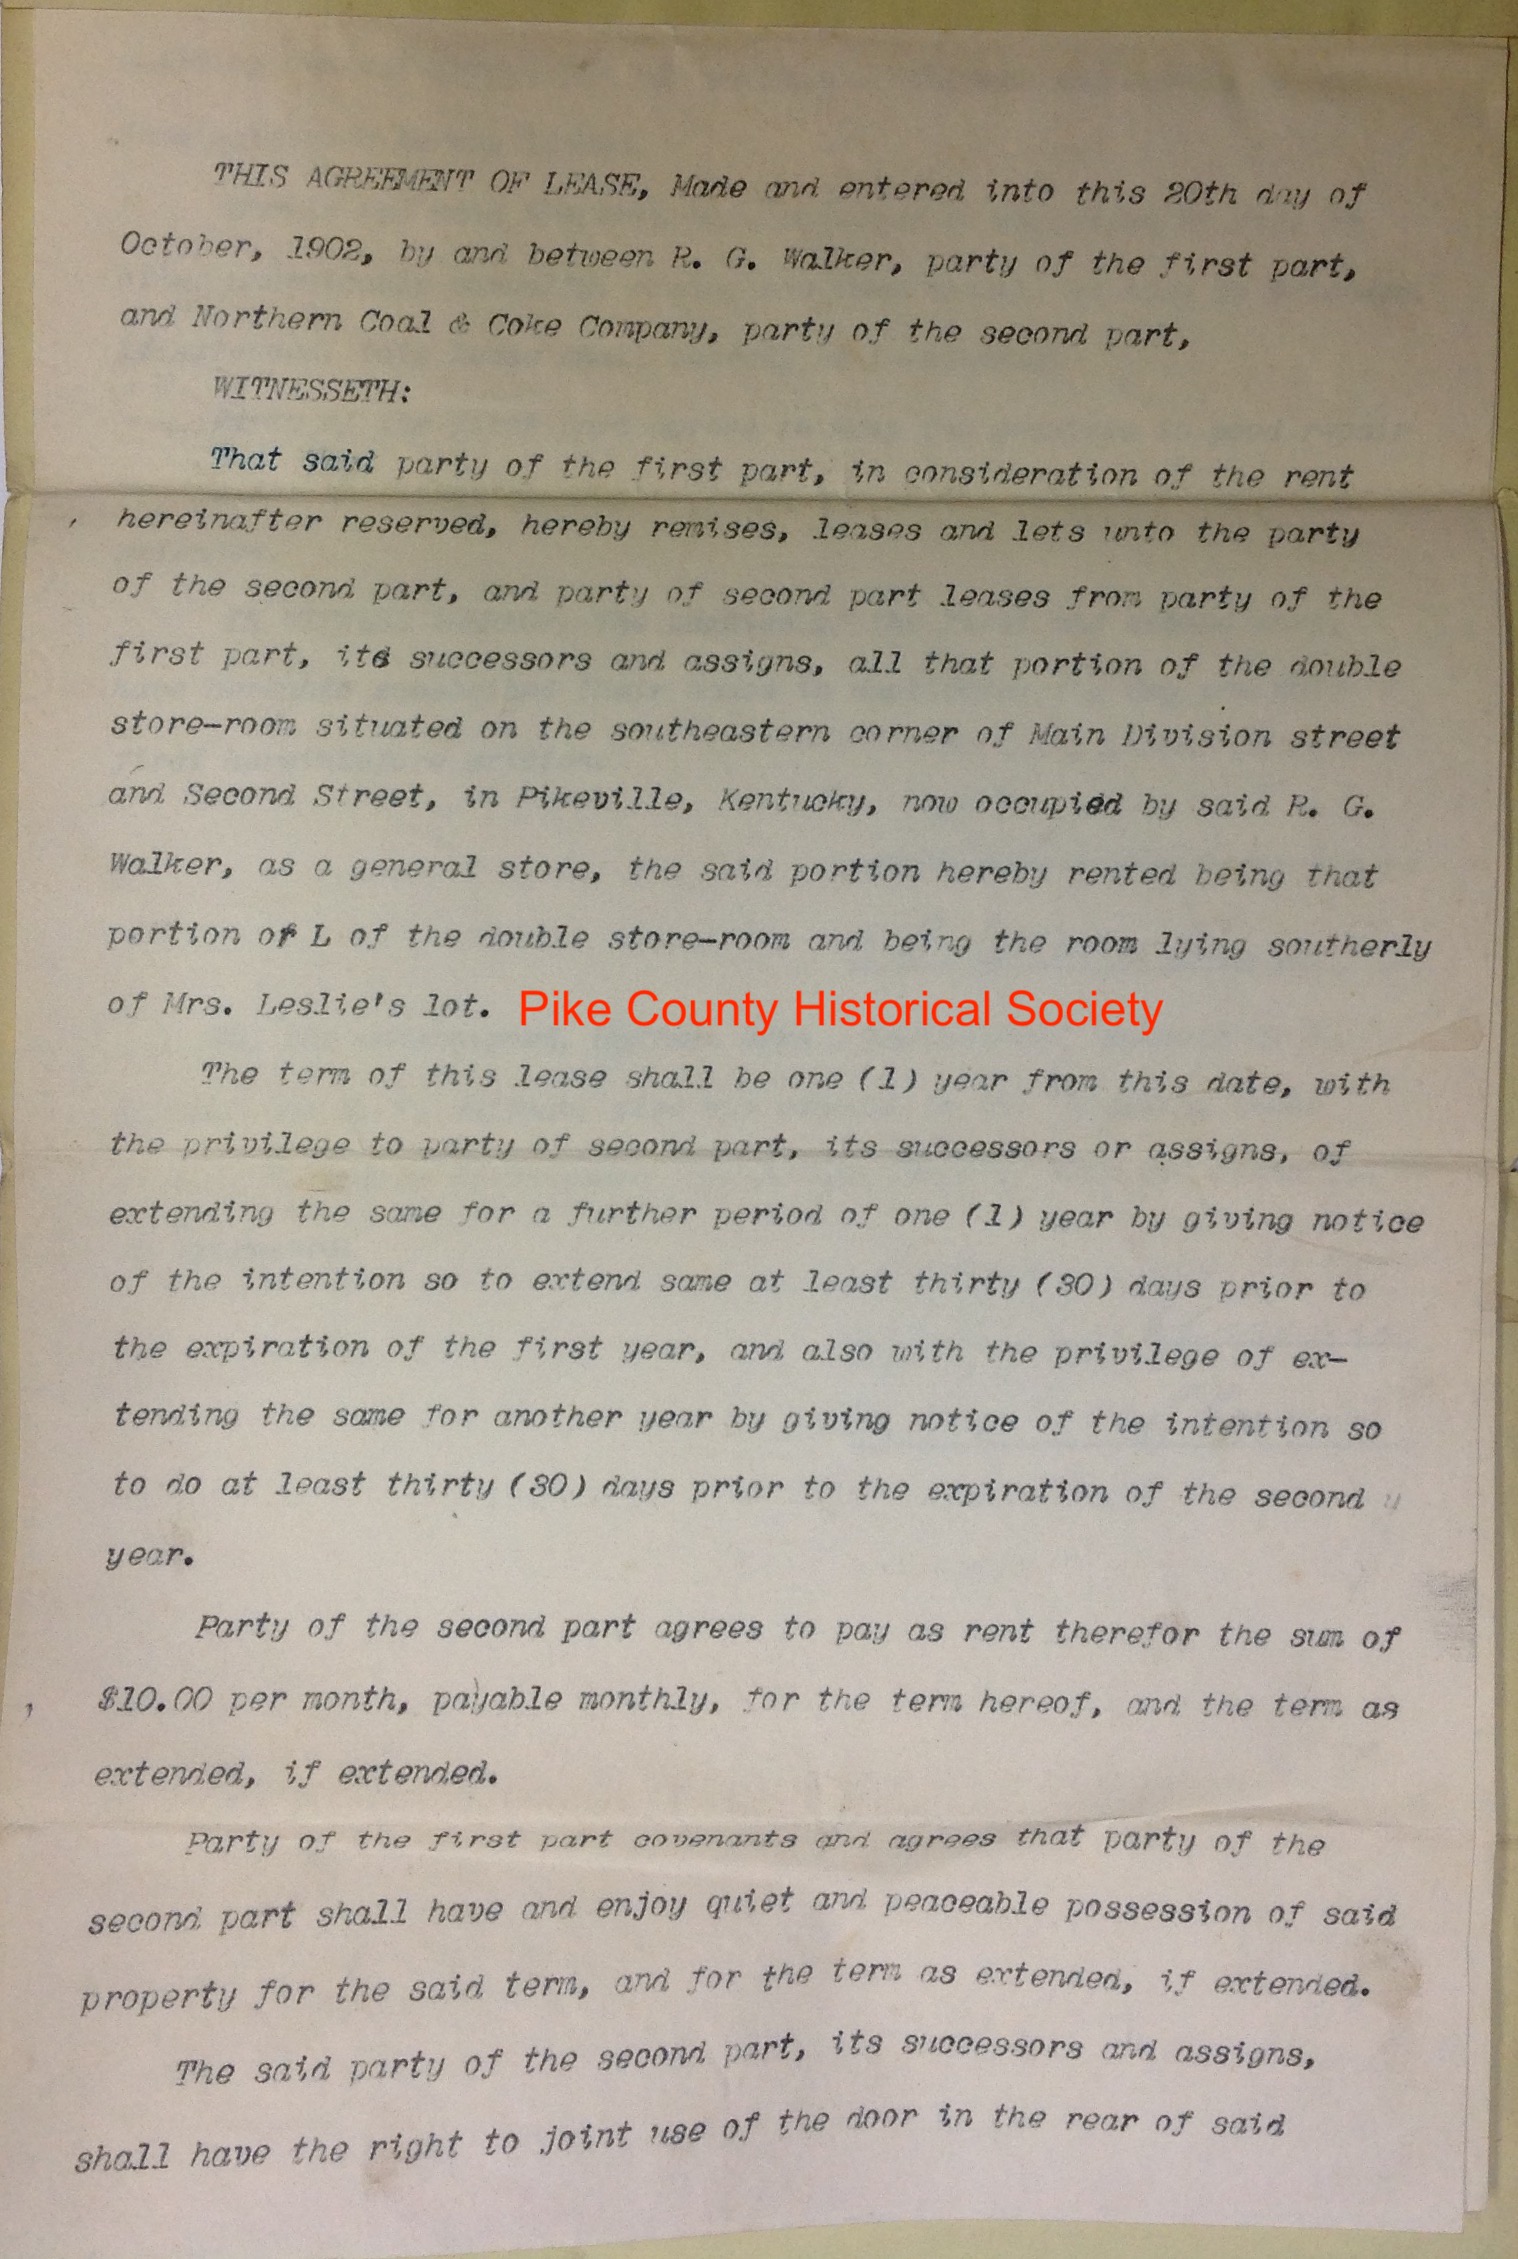 THIS AGREEMENT OF LEASE, Made and entered into this 20th day of
October, 1902, by and between R. G. Walker, party of the first part,
and Northern Coal & Coke Company, party of the second part,
WITNESSETH:
That said party of the first part, in consideration of the rent
hereinafter reserved, hereby remises, leases and lets unto the party
of the second part, and party of second part leases from party of the
first part, its successors and assigns, all that portion of the double
store-room situated on the southeastern corner of Main Division street
and Second Street, in Pikeville, Kentucky, now occupied by said R. G.
Walker, as a general store, the said portion hereby rented being that
portion or L of the double store-room and being the room lying southerly
of Mrs. Leslie's lot. Pike County Historical Society
The term of this lease shall be one (1) year from this date, with
the privilege to party of second part, its successors or assigns, of
extending the same for a further period of one (1) year by giving notice
of the intention so to extend same at least thirty (30) days prior to
the expiration of the first year, and also with the privilege of ex-
tending the same for another year by giving notice of the intention so
to do at least thirty (30) days prior to the expiration of the second y
year.
Party of the second part agrees to pay as rent therefor the sum of
$10.00 per month, payable monthly, for the term hereof, and the term as
extended, if extended.
Party of the first part covenants and agrees that party of the
second part shall have and enjoy quiet and peaceable possession of said
property for the said term, and for the term as extended, if extended.
The said party of the second part, its successors and assigns,
shall have the right to joint use of the door in the rear of said